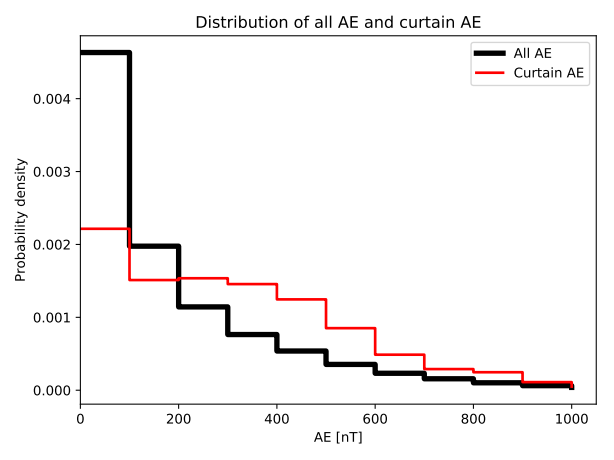 Distribution of all AE and curtain AE
All AE
Curtain AE
Probability density
0.004
0.003
0.002
0.001
0.000
0 200 400 600 800 1000
AE [nT]